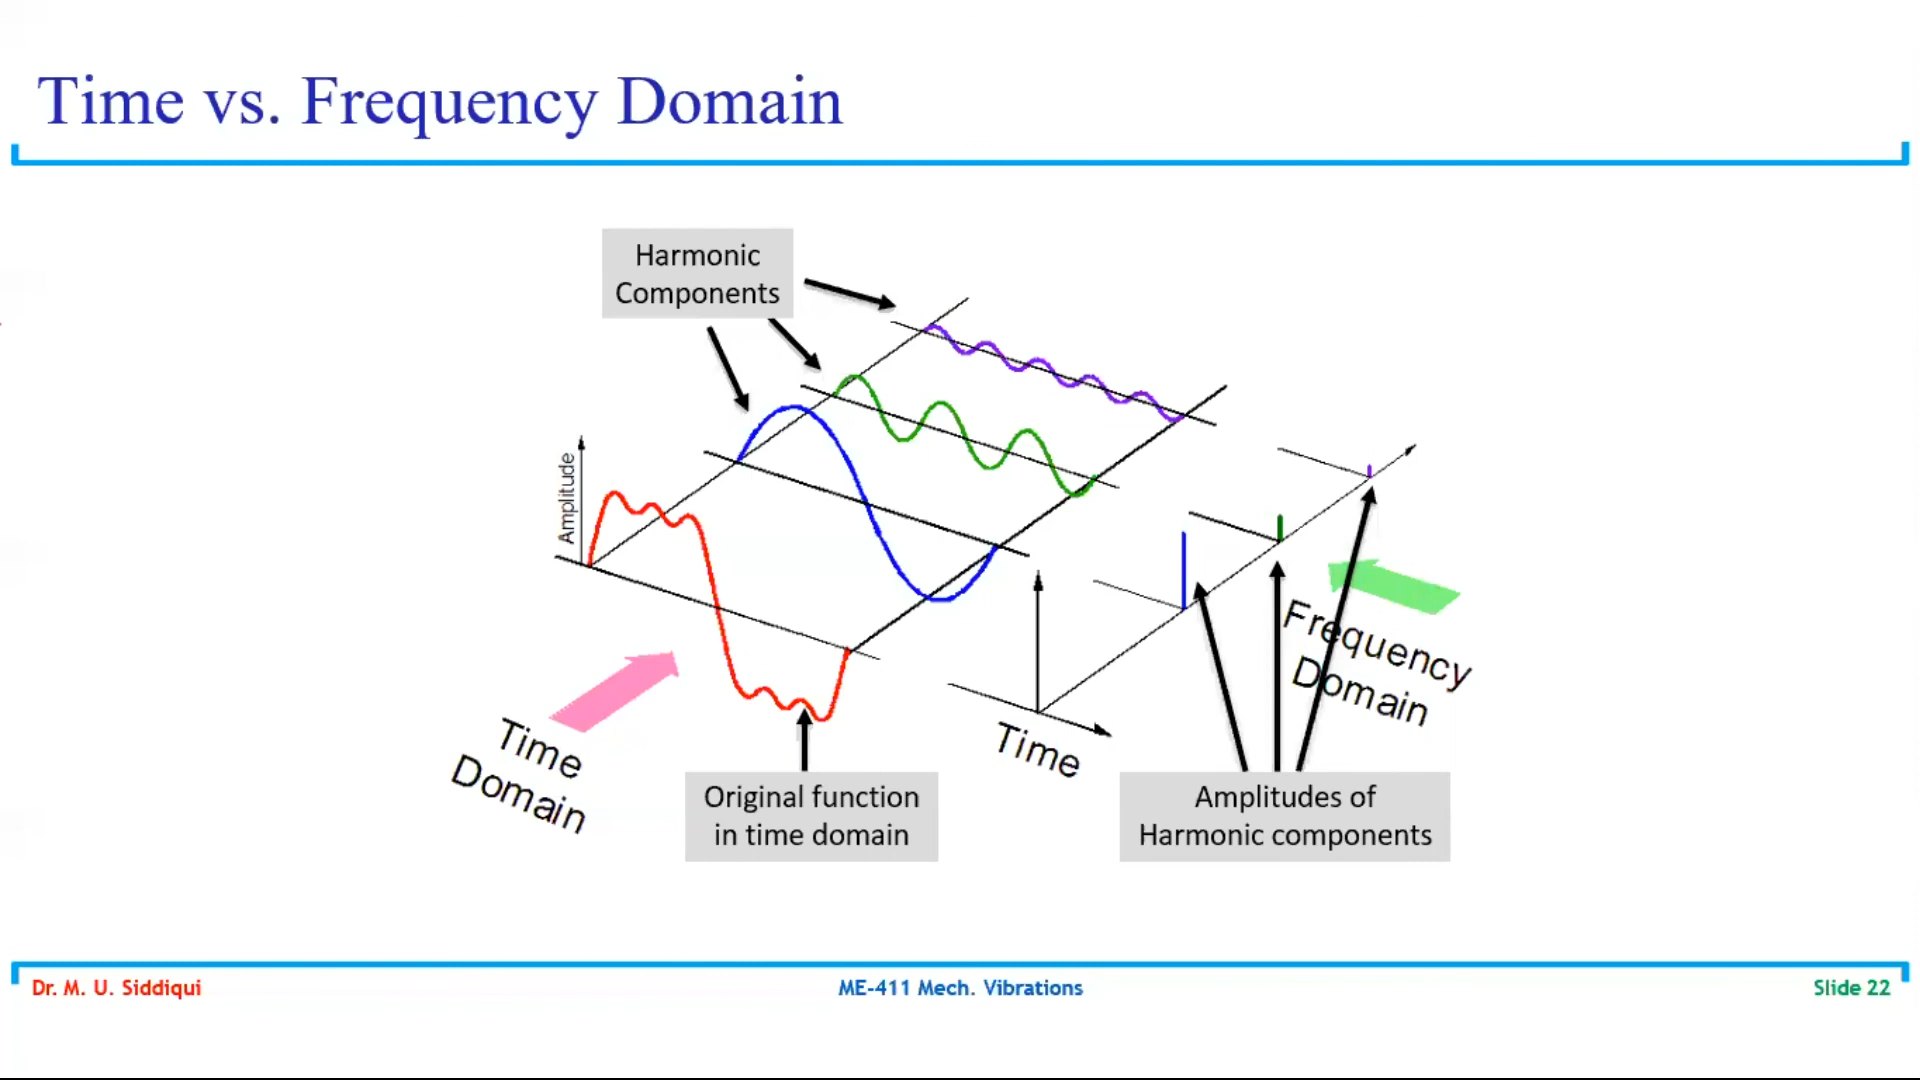 Time vs. Frequency Domain
Harmonic
Components
Amplitude
Time
Domain
Original function
in time domain
Time
Frequency
Domain
Amplitudes of
Harmonic components
Dr. M. U. Siddiqui
ME-411 Mech. Vibrations
Slide 22